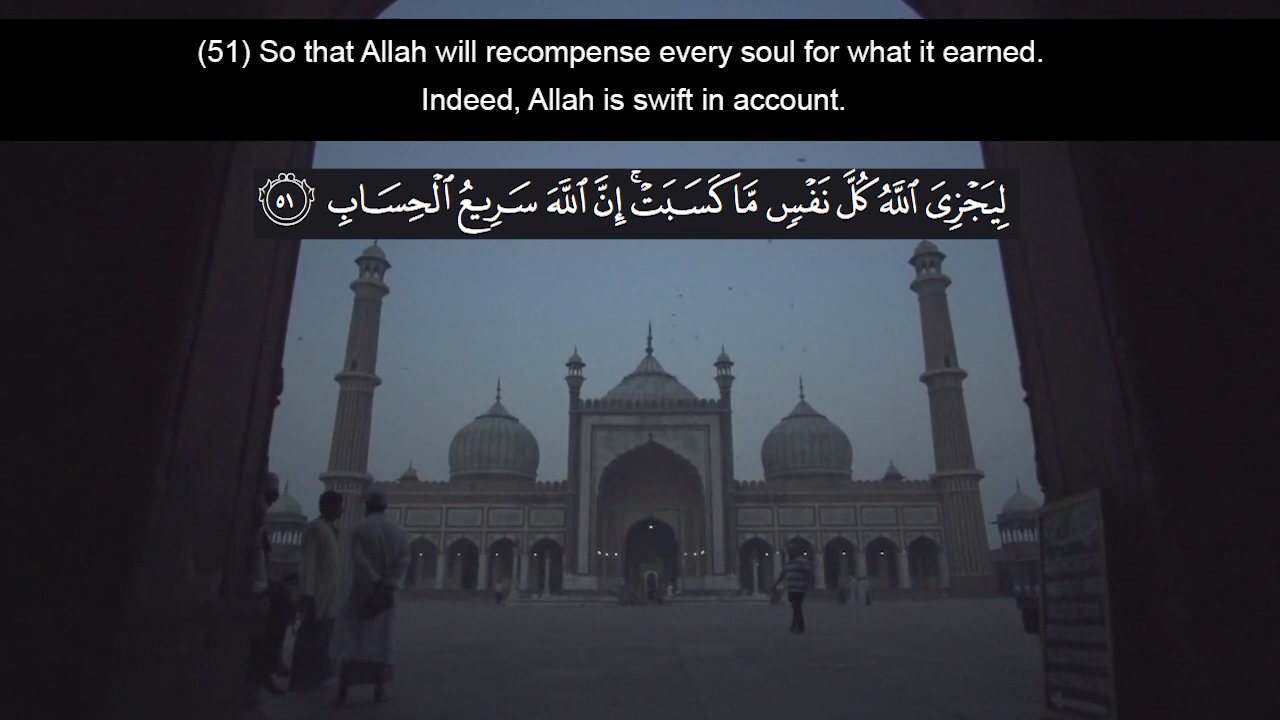 (51) So that Allah will recompense every soul for what it earned.
Indeed, Allah is swift in account.
لِيَجْزِىَ ٱللَّهُ كُلَّ نَفْسٍ مَّا كَسَبَتْ ۚ إِنَّ ٱللَّهَ سَرِيعُ ٱلْحِسَابِ ٥١